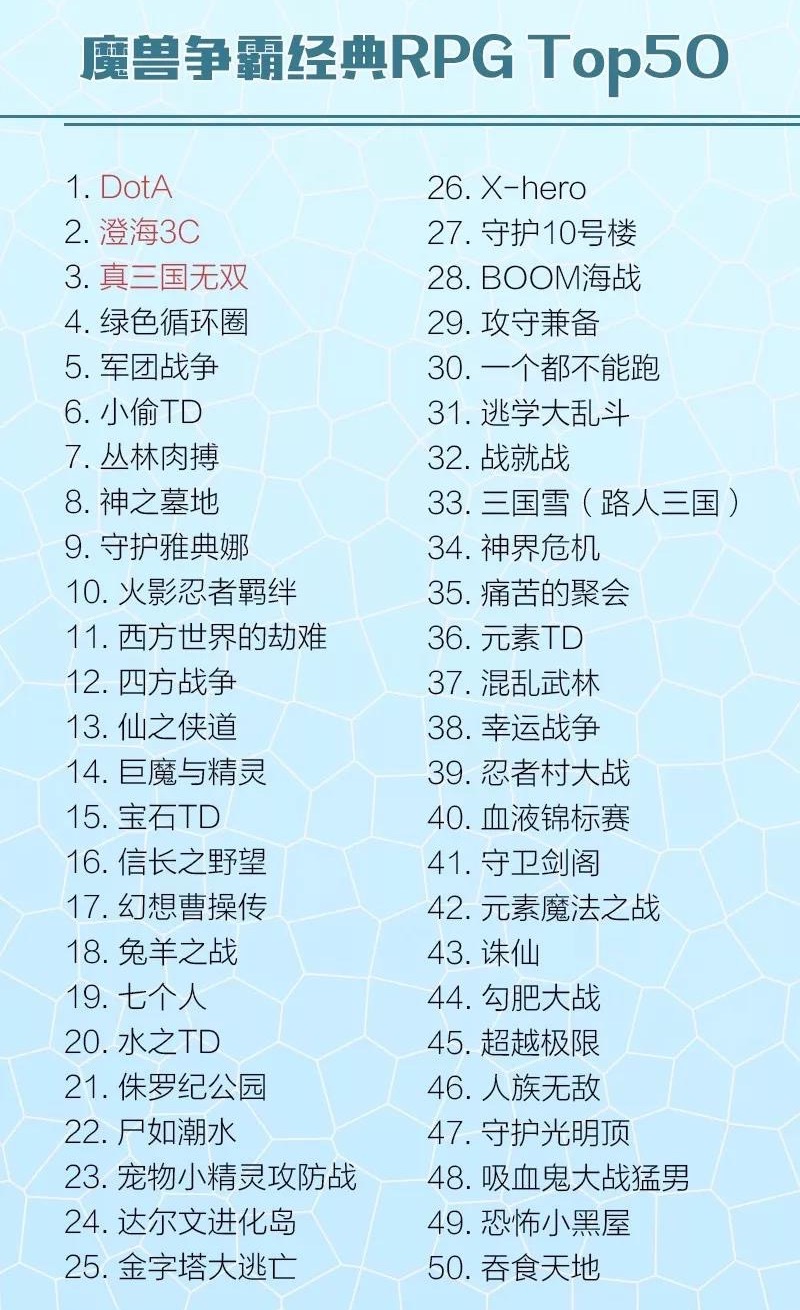 魔兽争霸经典RPG Top50
1. DotA
2. 澄海3C
3. 真三国无双
4. 绿色循环圈
5. 军团战争
6. 小偷TD
7. 丛林肉搏
8. 神之墓地
9. 守护雅典娜
10. 火影忍者羁绊
11. 西方世界的劫难
12. 四方战争
13. 仙之侠道
14. 巨魔与精灵
15. 宝石TD
16. 信长之野望
17. 幻想曹操传
18. 兔羊之战
19. 七个人
20. 水之TD
21. 侏罗纪公园
22. 尸如潮水
23. 宠物小精灵攻防战
24. 达尔文进化岛
25. 金字塔大逃亡
26. X-hero
27. 守护10号楼
28. BOOM海战
29. 攻守兼备
30. 一个都不能跑
31. 逃学大乱斗
32. 战就战
33. 三国雪（路人三国）
34. 神界危机
35. 痛苦的聚会
36. 元素TD
37. 混乱武林
38. 幸运战争
39. 忍者村大战
40. 血液锦标赛
41. 守卫剑阁
42. 元素魔法之战
43. 诛仙
44. 勾肥大战
45. 超越极限
46. 人族无敌
47. 守护光明顶
48. 吸血鬼大战猛男
49. 恐怖小黑屋
50. 吞食天地